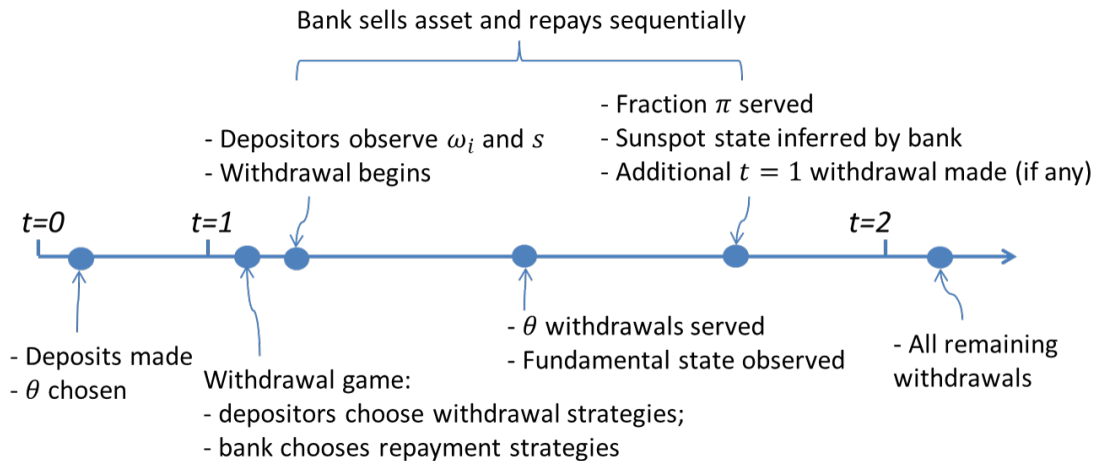 Bank sells asset and repays sequentially
- Depositors observe ω_i and s
- Withdrawal begins
- Fraction π served
- Sunspot state inferred by bank
- Additional t = 1 withdrawal made (if any)
t=0
t=1
t=2
- Deposits made
- θ chosen
Withdrawal game:
- depositors choose withdrawal strategies;
- bank chooses repayment strategies
- θ withdrawals served
- Fundamental state observed
- All remaining
withdrawals